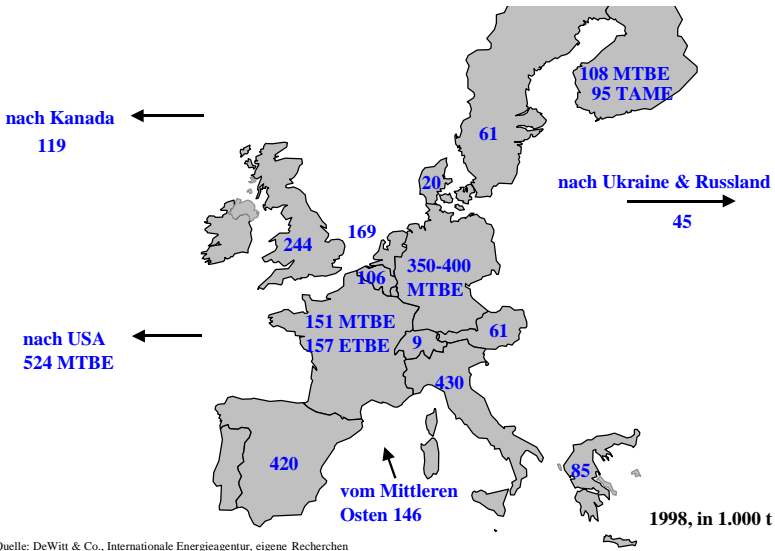 108 MTBE
95 TAME
nach Kanada
119
61
20
nach Ukraine & Russland
45
169
244
106
350-400
MTBE
151 MTBE
157 ETBE
9
61
nach USA
524 MTBE
430
420
85
vom Mittleren
Osten 146
1998, in 1.000 t
Quelle: DeWitt & Co., Internationale Energieagentur, eigene Recherchen